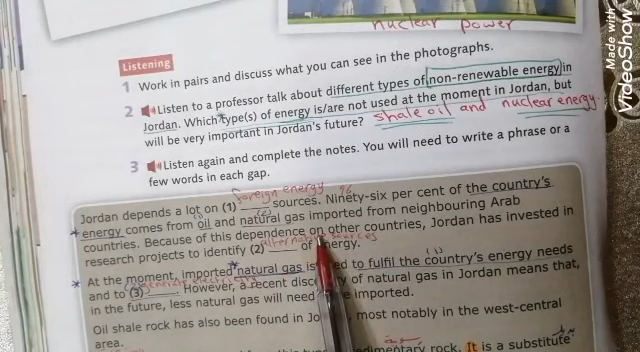 nuclear power
Listening
1 Work in pairs and discuss what you can see in the photographs.
2 Listen to a professor talk about different types of non-renewable energy in
Jordan. Which type(s) of energy is/are not used at the moment in Jordan, but
will be very important in Jordan's future? shale oil and nuclear energy.
3 Listen again and complete the notes. You will need to write a phrase or a
few words in each gap.
foreign energy 96
Jordan depends a lot on (1) sources. Ninety-six per cent of the country's
energy comes from oil and natural gas imported from neighbouring Arab
countries. Because of this dependence on other countries, Jordan has invested in
alternative sources
research projects to identify (2) of energy.
At the moment, imported natural gas is to fulfil the country's energy needs
and to (3) However, a recent of natural gas in Jordan means that,
in the future, less natural gas will need imported.
Oil shale rock has also been found in most notably in the west-central
area.
sedimentary rock. It is a substitute
Made with
VideoShow